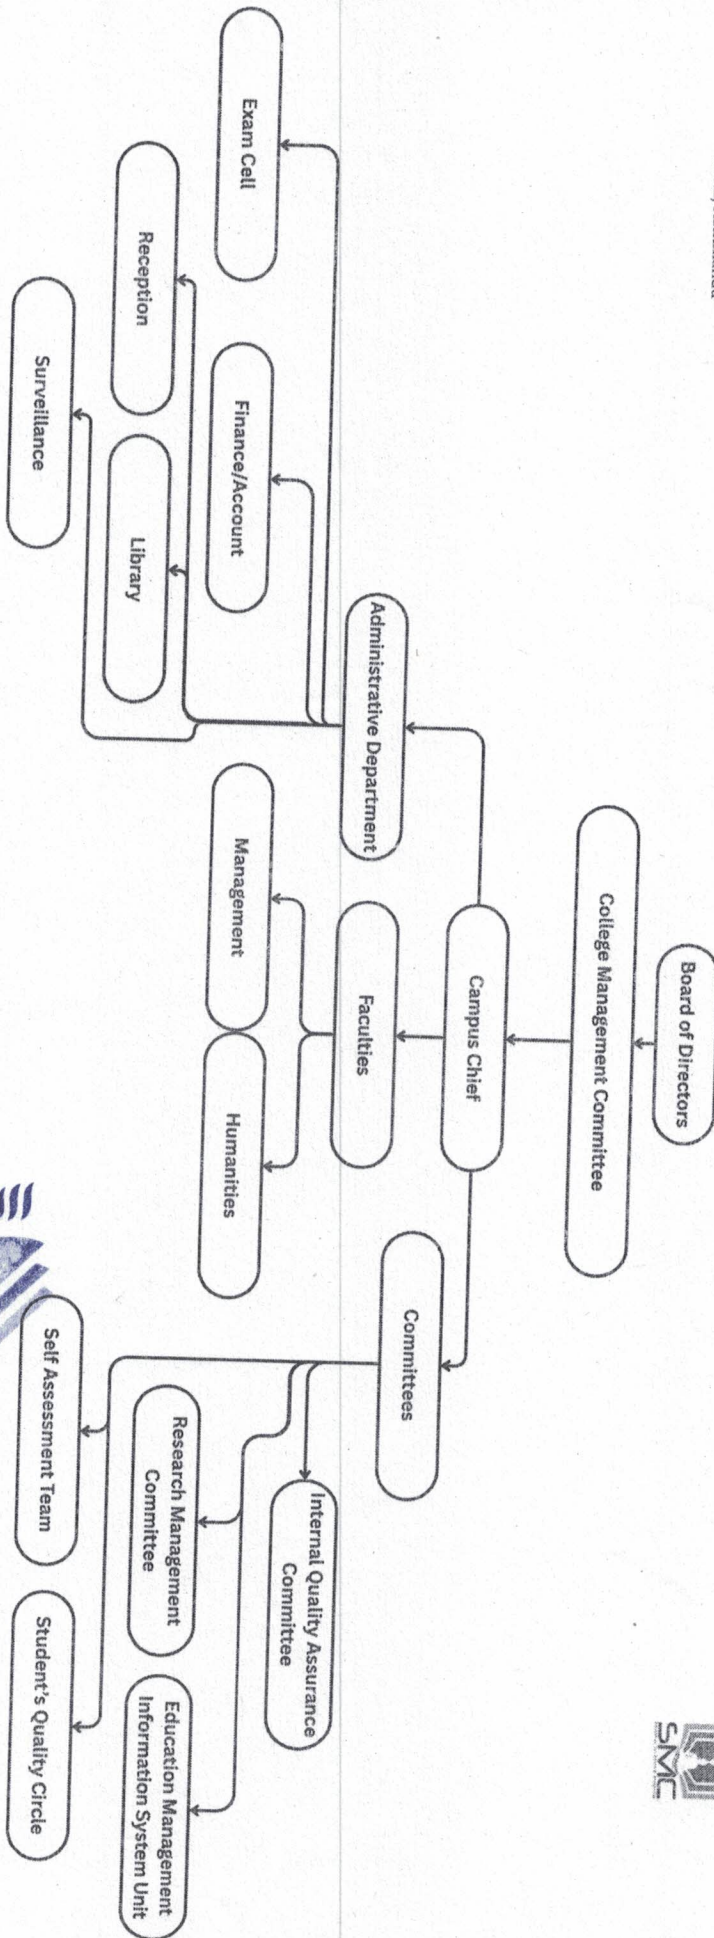 SMC
Board of Directors
College Management Committee
Campus Chief
Administrative Department
Faculties
Committees
Exam Cell
Finance/Account
Reception
Library
Surveillance
Management
Humanities
Internal Quality Assurance
Committee
Research Management
Committee
Education Management
Information System Unit
Self Assessment Team
Student's Quality Circle